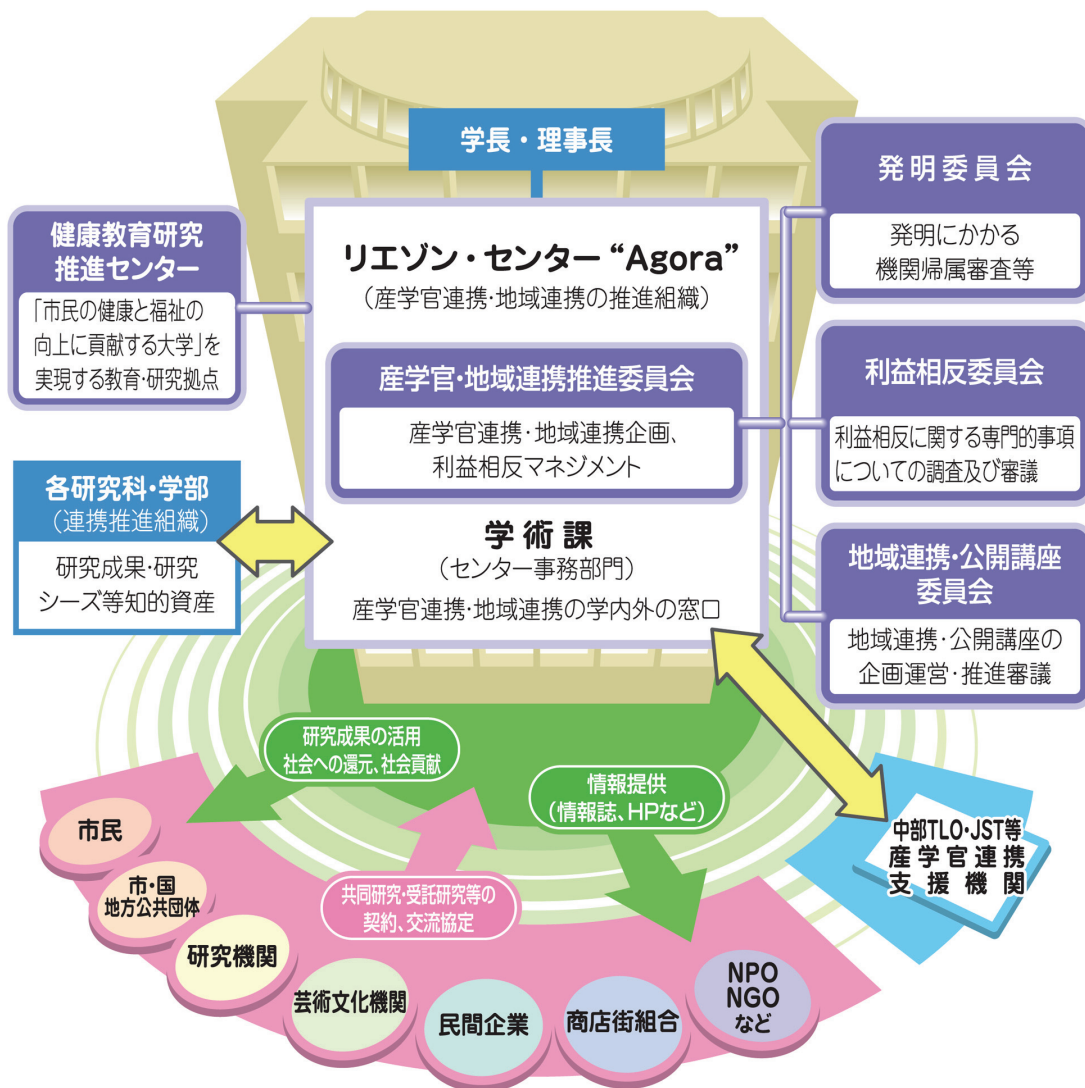 学長・理事長
健康教育研究
推進センター
「市民の健康と福祉の
向上に貢献する大学」を
実現する教育・研究拠点
各研究科・学部
（連携推進組織）
研究成果・研究
シーズ等知的資産
リエゾン・センター“Agora”
（産学官連携・地域連携の推進組織）
産学官・地域連携推進委員会
産学官連携・地域連携企画、
利益相反マネジメント
学術課
（センター事務部門）
産学官連携・地域連携の学内外の窓口
発明委員会
発明にかかる
機関帰属審査等
利益相反委員会
利益相反に関する専門的事項
についての調査及び審議
地域連携・公開講座
委員会
地域連携・公開講座の
企画運営・推進審議
研究成果の活用
社会への還元、社会貢献
情報提供
（情報誌、HPなど）
共同研究・受託研究等の
契約、交流協定
中部TLO・JST等
産学官連携
支援機関
市民
市・国
地方公共団体
研究機関
芸術文化機関
民間企業
商店街組合
NPO
NGO
など